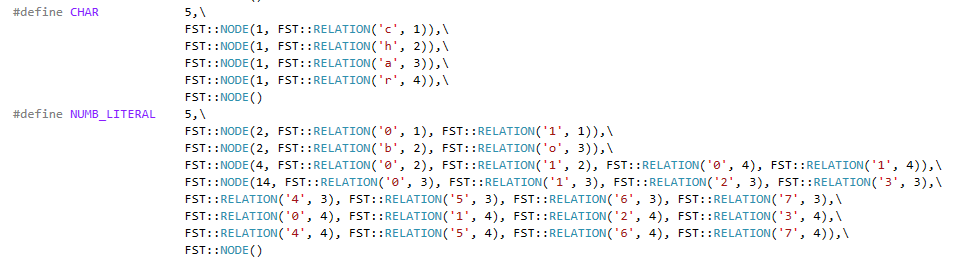 #define CHAR 5,\
FST::NODE(1, FST::RELATION('c', 1)),\
FST::NODE(1, FST::RELATION('h', 2)),\
FST::NODE(1, FST::RELATION('a', 3)),\
FST::NODE(1, FST::RELATION('r', 4)),\
FST::NODE()
#define NUMB_LITERAL 5,\
FST::NODE(2, FST::RELATION('0', 1), FST::RELATION('1', 1)),\
FST::NODE(2, FST::RELATION('b', 2), FST::RELATION('o', 3)),\
FST::NODE(4, FST::RELATION('0', 2), FST::RELATION('1', 2), FST::RELATION('0', 4), FST::RELATION('1', 4)),\
FST::NODE(14, FST::RELATION('0', 3), FST::RELATION('1', 3), FST::RELATION('2', 3), FST::RELATION('3', 3),\
FST::RELATION('4', 3), FST::RELATION('5', 3), FST::RELATION('6', 3), FST::RELATION('7', 3),\
FST::RELATION('0', 4), FST::RELATION('1', 4), FST::RELATION('2', 4), FST::RELATION('3', 4),\
FST::RELATION('4', 4), FST::RELATION('5', 4), FST::RELATION('6', 4), FST::RELATION('7', 4)),\
FST::NODE()